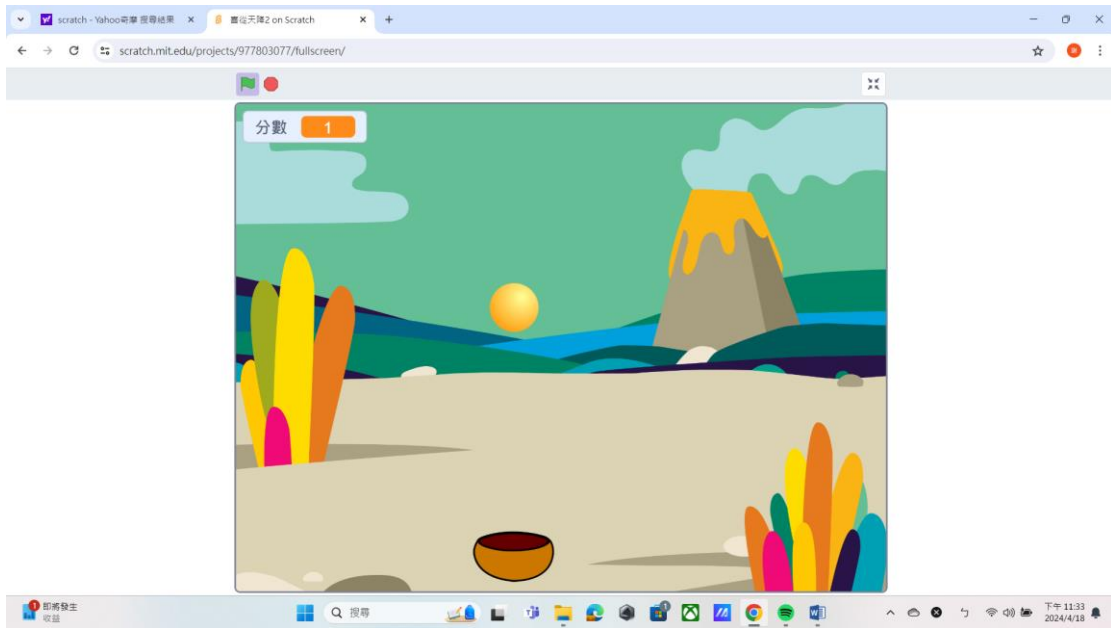 scratch - Yahoo奇摩 搜尋結果
喜從天降2 on Scratch
scratch.mit.edu/projects/977803077/fullscreen/
分數 1
1
即將發生
收益
搜尋
1
下午 11:33
2024/4/18